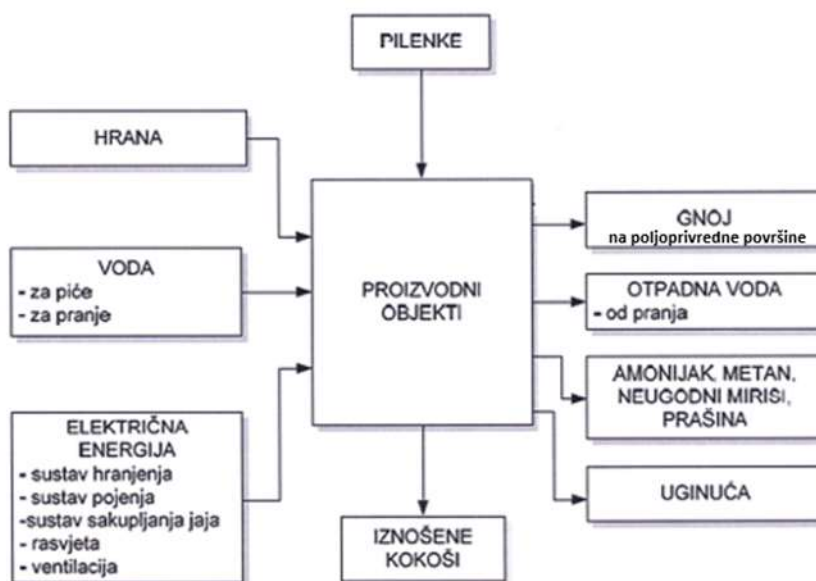 PILENKE
HRANA
VODA
- za piće
- za pranje
ELEKTRIČNA
ENERGIJA
- sustav hranjenja
- sustav pojenja
-sustav sakupljanja jaja
- rasvjeta
- ventilacija
PROIZVODNI
OBJEKTI
GNOJ
na poljoprivredne površine
OTPADNA VODA
- od pranja
AMONIJAK, METAN,
NEUGODNI MIRISI,
PRAŠINA
UGINUĆA
IZNOŠENE
KOKOŠI